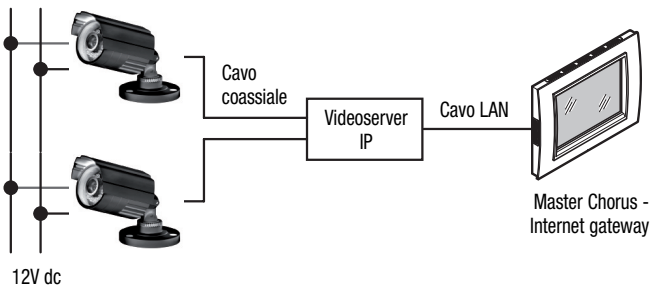 Cavo
coassiale
Videoserver
IP
Cavo LAN
Master Chorus -
Internet gateway
12V dc